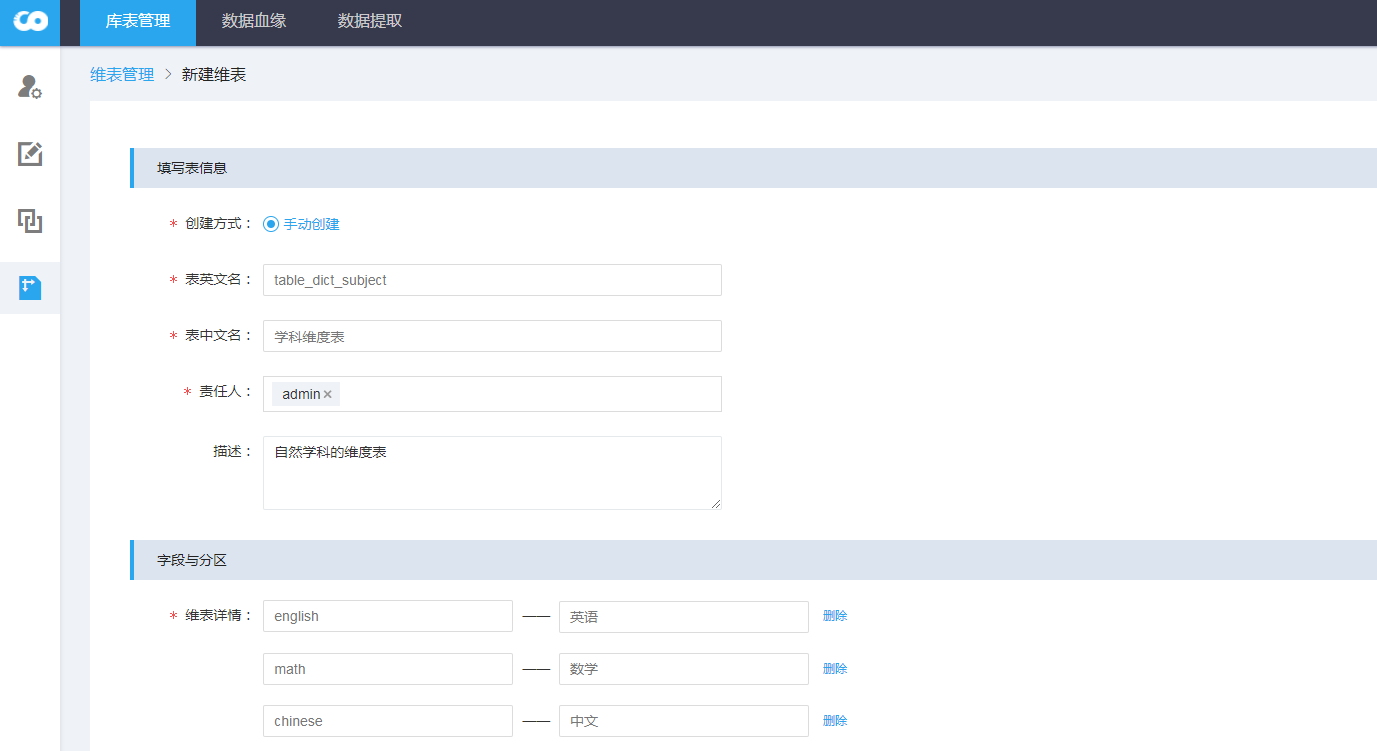 库表管理 数据血缘 数据提取
维表管理 > 新建维表
填写表信息
* 创建方式： 手动创建
* 表英文名： table_dict_subject
* 表中文名： 学科维度表
* 责任人： admin ×
描述： 自然学科的维度表
字段与分区
* 维表详情： english —— 英语 删除
math —— 数学 删除
chinese —— 中文 删除